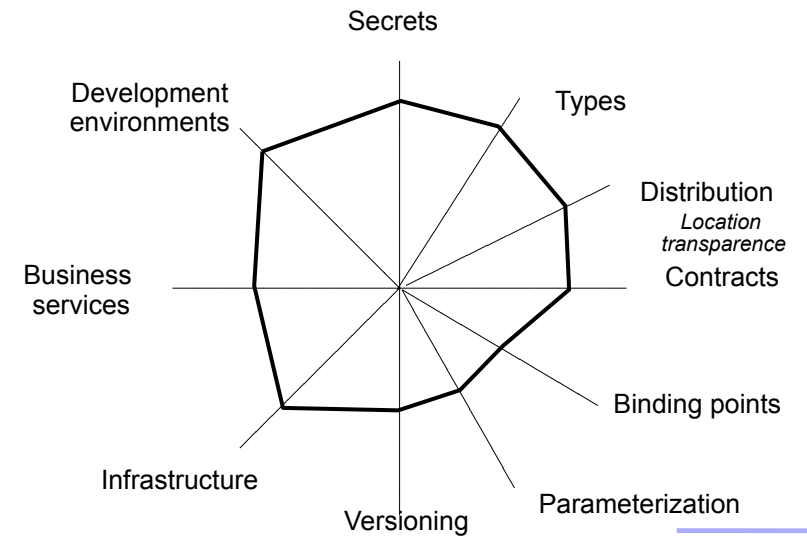 Secrets
Development
environments
Types
Distribution
Location
transparence
Contracts
Business
services
Binding points
Infrastructure
Parameterization
Versioning